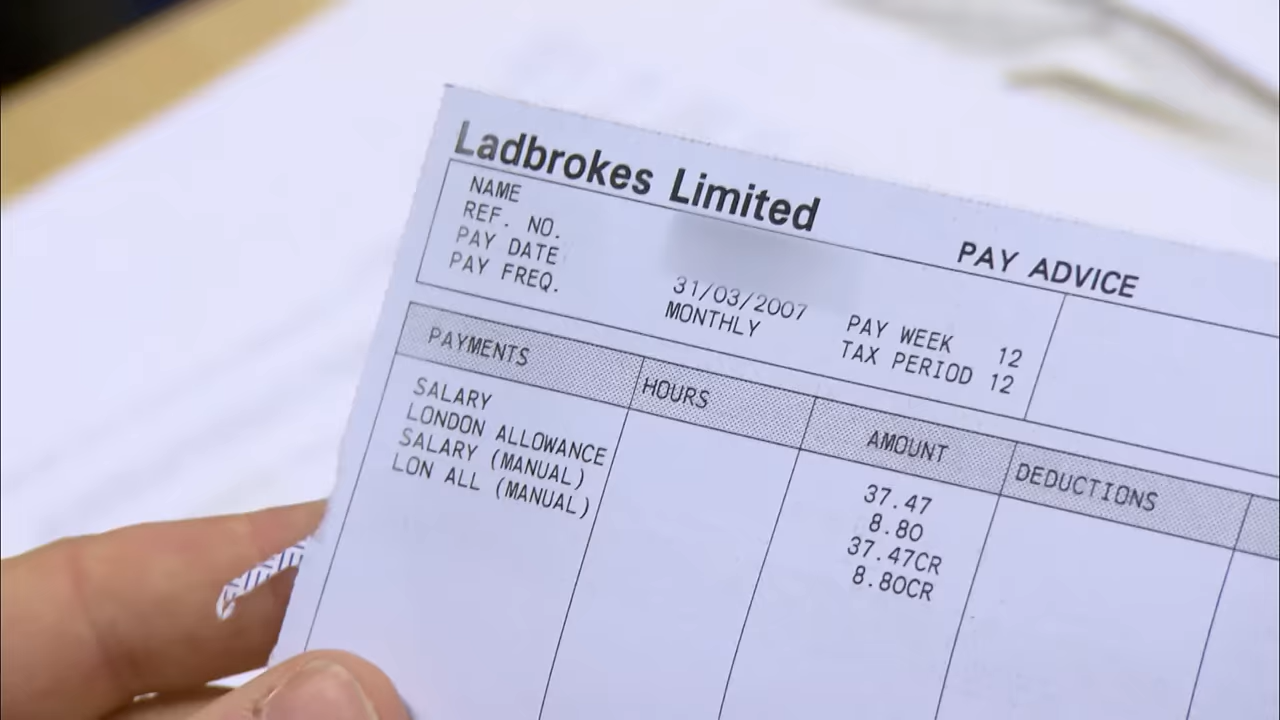 Ladbrokes Limited
PAY ADVICE
NAME
REF. NO.
PAY DATE 31/03/2007 PAY WEEK 12
PAY FREQ. MONTHLY TAX PERIOD 12
PAYMENTS HOURS AMOUNT DEDUCTIONS
SALARY 37.47
LONDON ALLOWANCE 8.80
SALARY (MANUAL) 37.47CR
LON ALL (MANUAL) 8.80CR